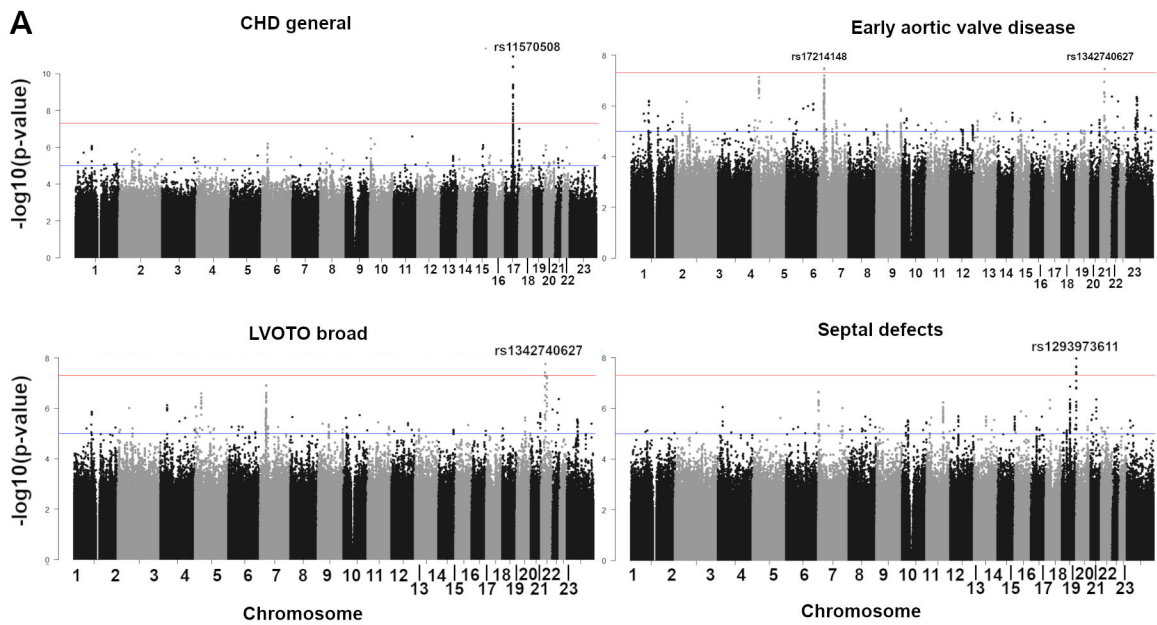 A
CHD general
rs11570508
-log10(p-value)
10
8
6
4
2
0
1 2 3 4 5 6 7 8 9 10 11 12 13 14 15 | 17 | 19 | 21 | 23
16 18 20 22
Early aortic valve disease
rs17214148 rs1342740627
8
6
4
2
0
1 2 3 4 5 6 7 8 9 10 11 12 13 14 15 | 17 | 19 | 21 | 23
16 18 20 22
LVOTO broad
rs1342740627
-log10(p-value)
8
6
4
2
0
1 2 3 4 5 6 7 8 9 10 11 12 | 14 | 16 | 18 | 20 | 22 |
13 15 17 19 21 23
Chromosome
Septal defects
rs1293973611
8
6
4
2
0
1 2 3 4 5 6 7 8 9 10 11 12 | 14 | 16 | 18 | 20 | 22 |
13 15 17 19 21 23
Chromosome